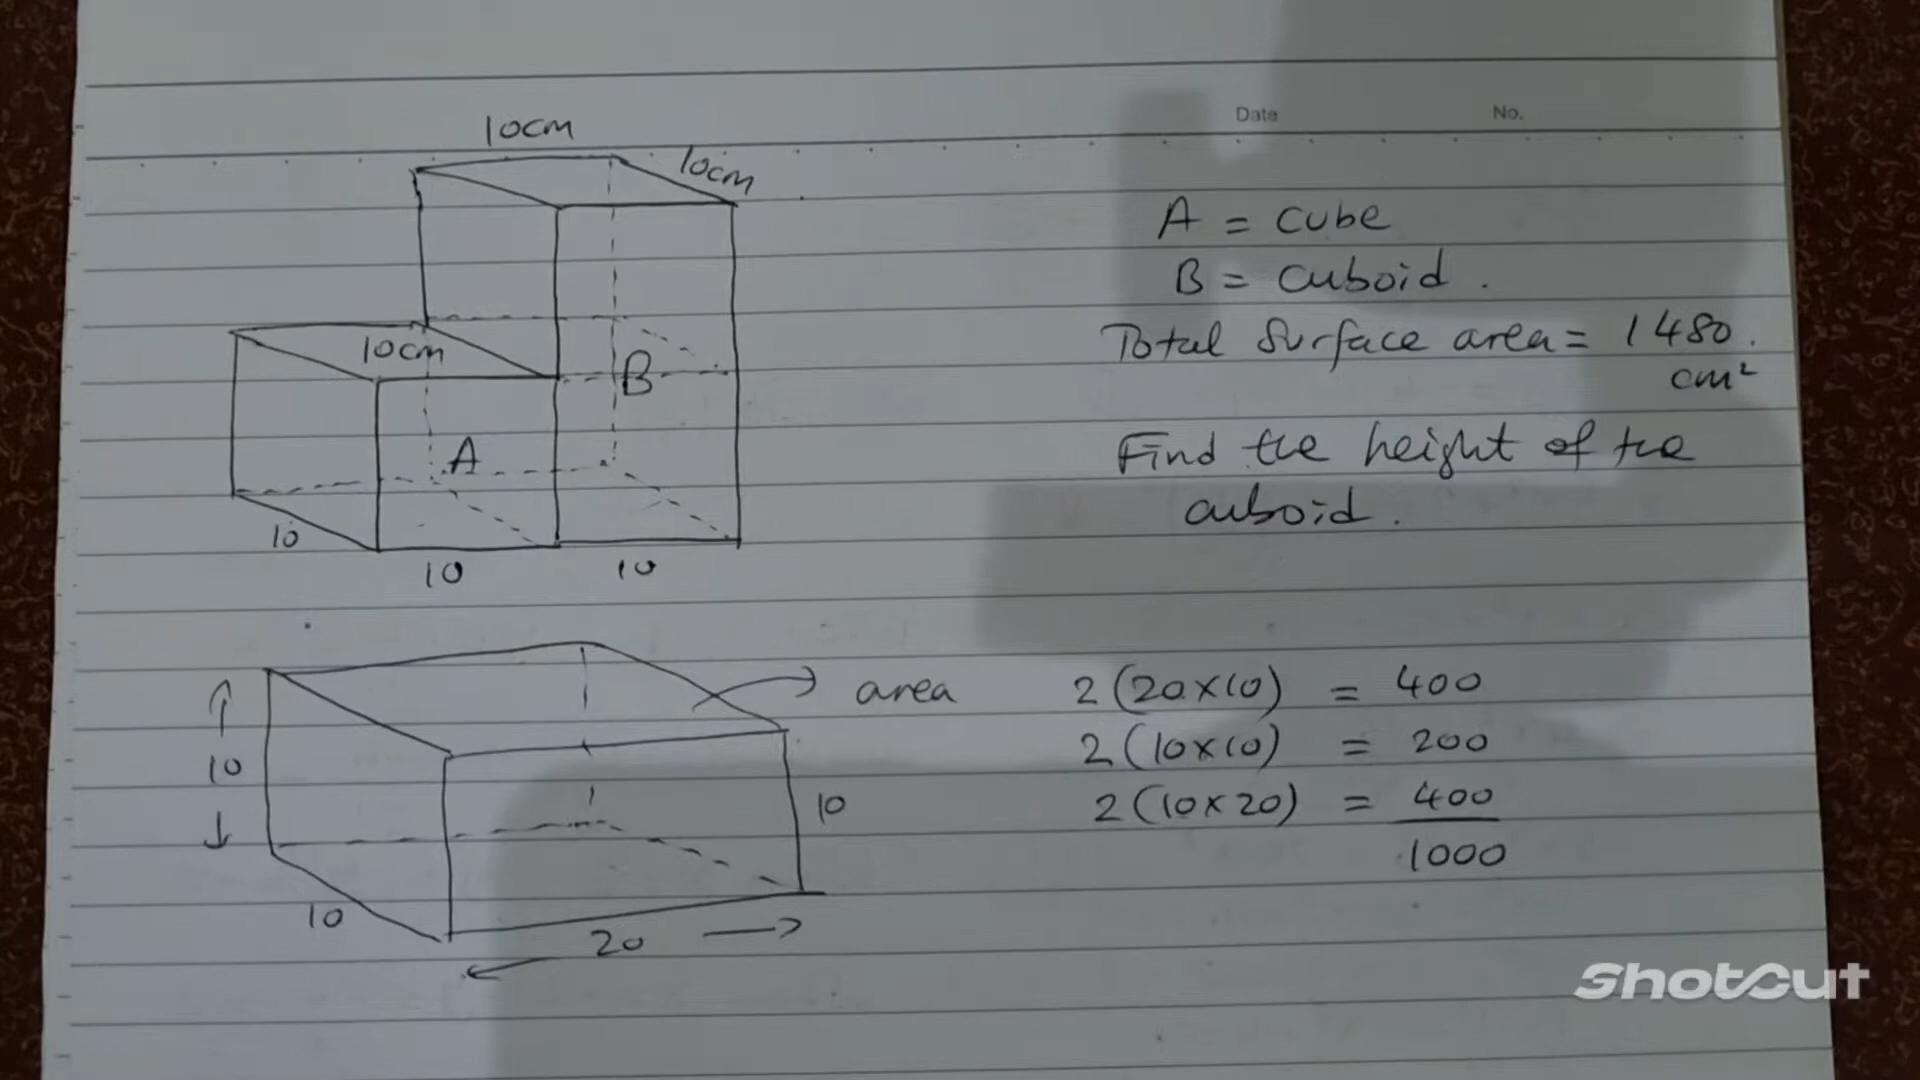 Date No.
10cm
10cm
A = cube
B = cuboid.
Total Surface area = 1480.
cm²
10cm
B
A
Find the height of the
cuboid.
10
10
10
area 2(20×10) = 400
2(10×10) = 200
2(10×20) = 400
1000
10
10
10
20
Shotcut